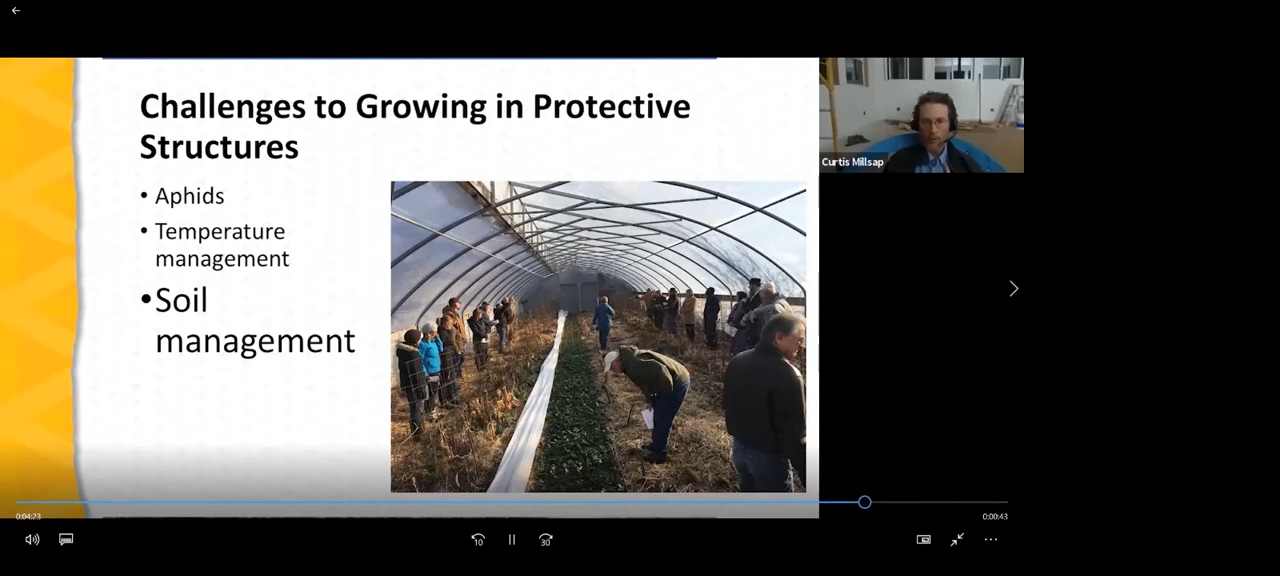 Challenges to Growing in Protective
Structures
• Aphids
• Temperature
management
• Soil
management
Curtis Millsap
0:04:23
0:00:43
10
30